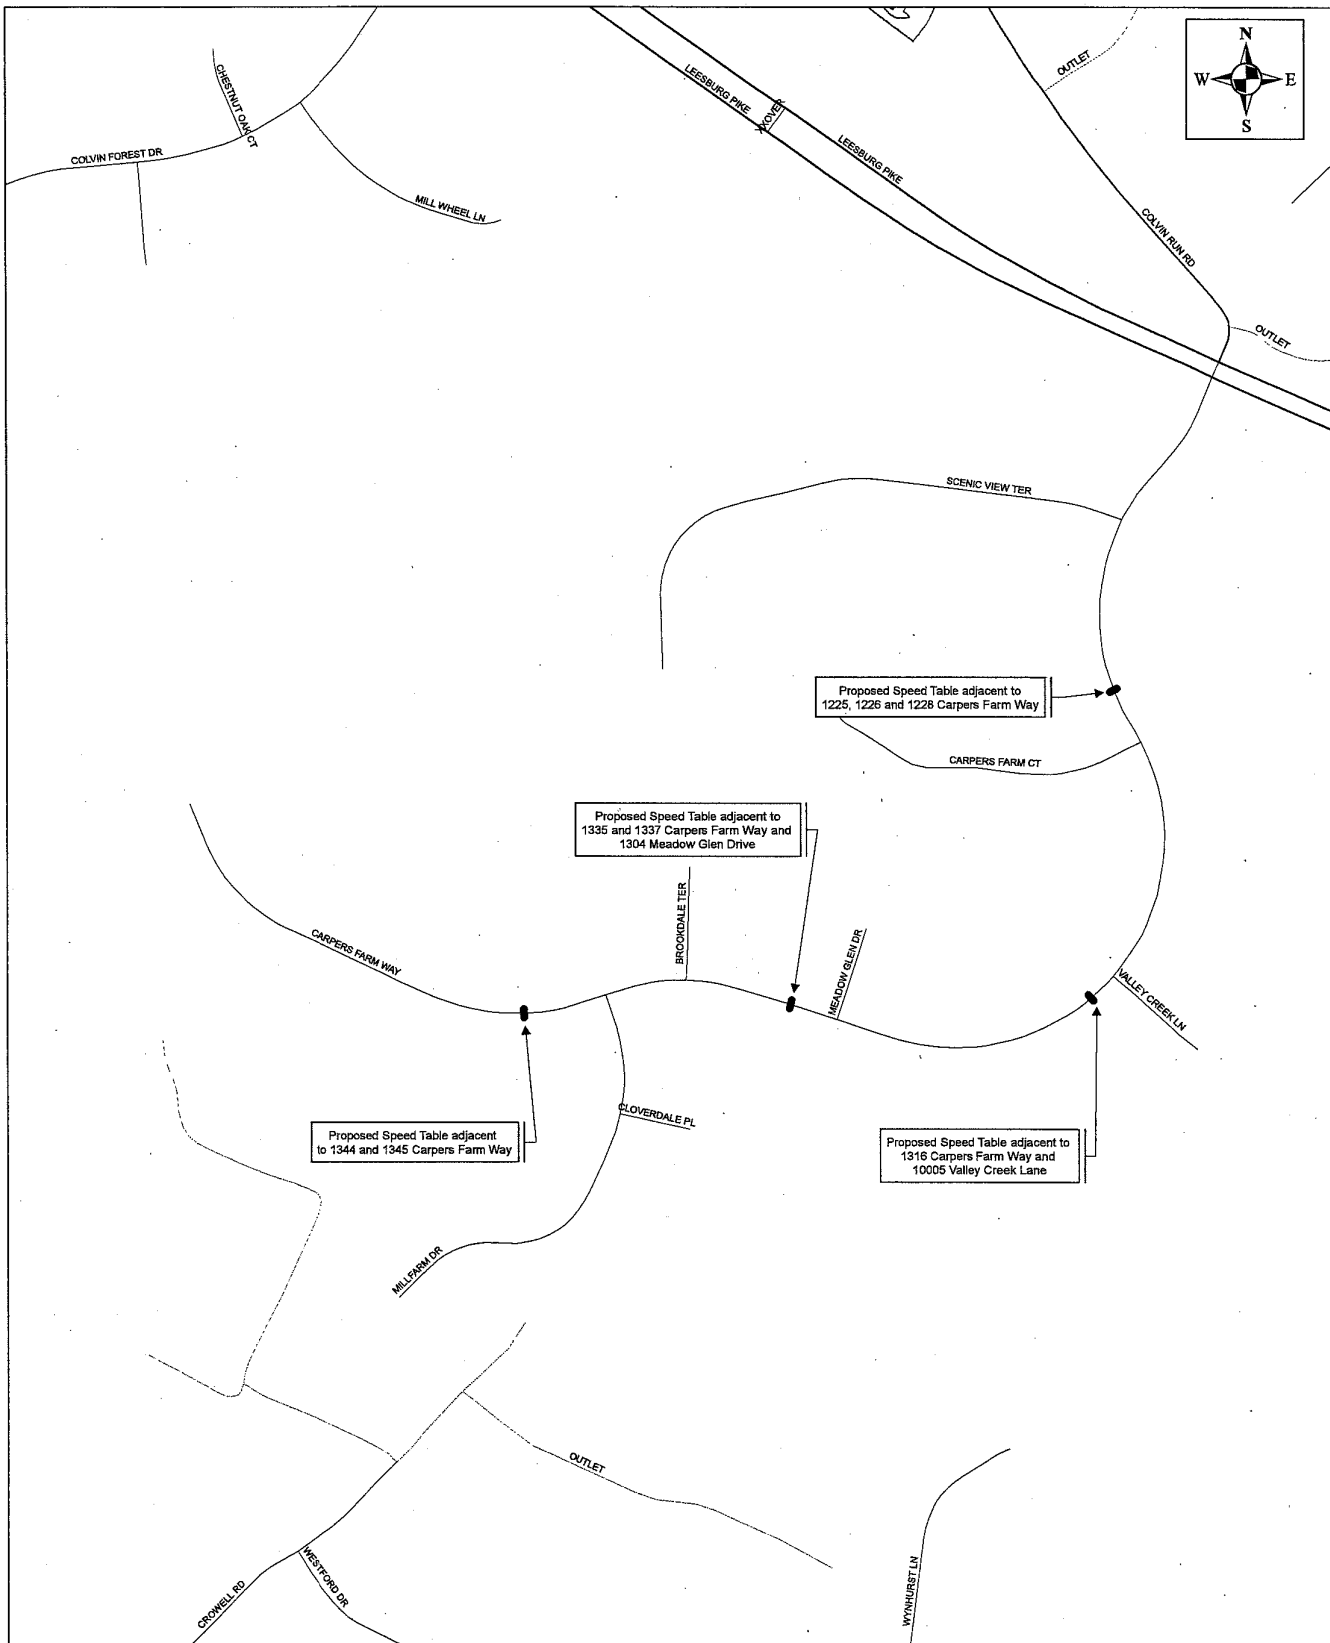 N
W E
S
OUTLET
LEESBURG PIKE
XOVER
LEESBURG PIKE
CHESTNUT OAK CT
COLVIN FOREST DR
MILL WHEEL LN
COLVIN RUN RD
OUTLET
SCENIC VIEW TER
Proposed Speed Table adjacent to
1225, 1226 and 1228 Carpers Farm Way
CARPERS FARM CT
Proposed Speed Table adjacent to
1335 and 1337 Carpers Farm Way and
1304 Meadow Glen Drive
BROOKDALE TER
CARPERS FARM WAY
MEADOW GLEN DR
VALLEY CREEK LN
CLOVERDALE PL
Proposed Speed Table adjacent
to 1344 and 1345 Carpers Farm Way
Proposed Speed Table adjacent to
1316 Carpers Farm Way and
10005 Valley Creek Lane
MILLFARM DR
OUTLET
WESTFORD DR
CROWELL RD
WYNHURST LN